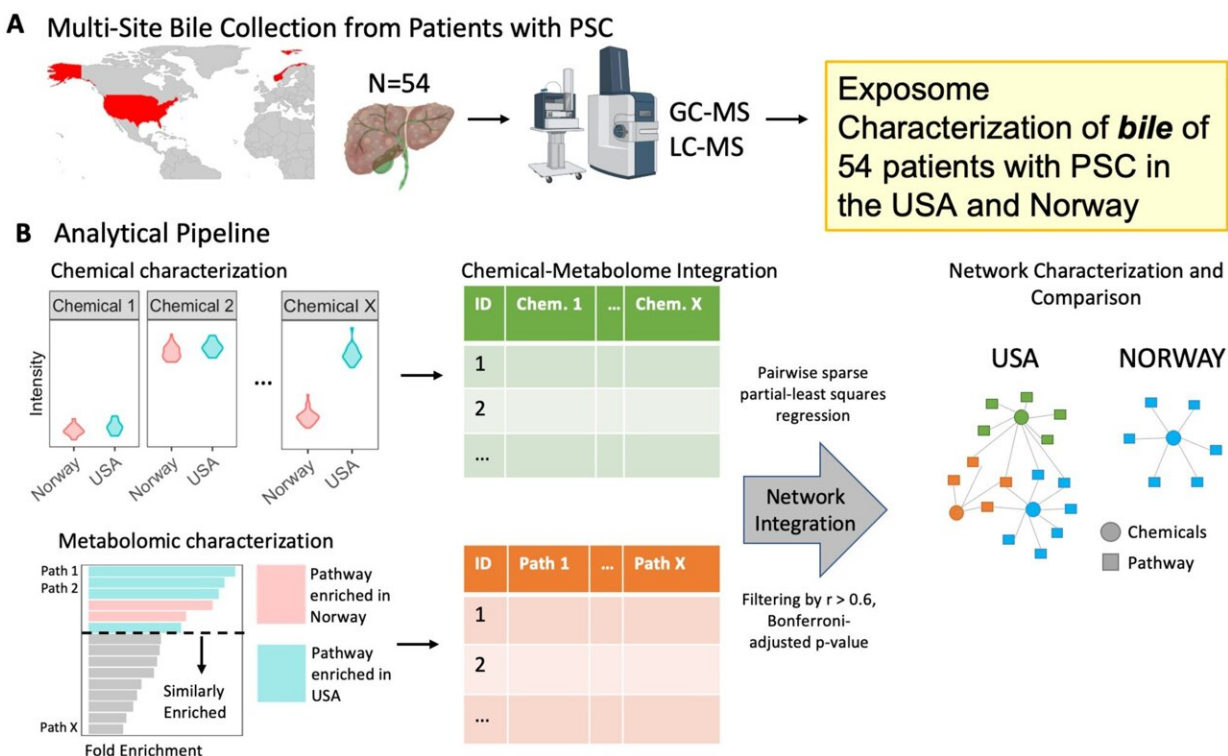 A Multi-Site Bile Collection from Patients with PSC
N=54
GC-MS
LC-MS
Exposome
Characterization of bile of
54 patients with PSC in
the USA and Norway
B Analytical Pipeline
Chemical characterization
Chemical 1
Chemical 2
Chemical X
...
Intensity
Norway
USA
Norway
USA
Norway
USA
Chemical-Metabolome Integration
ID Chem. 1 ... Chem. X
1
2
...
Pairwise sparse
partial-least squares
regression
Network
Integration
Filtering by r > 0.6,
Bonferroni-
adjusted p-value
Network Characterization and
Comparison
USA
NORWAY
Chemicals
Pathway
Metabolomic characterization
Path 1
Path 2
Path X
Similarly
Enriched
Fold Enrichment
Pathway
enriched in
Norway
Pathway
enriched in
USA
ID Path 1 ... Path X
1
2
...